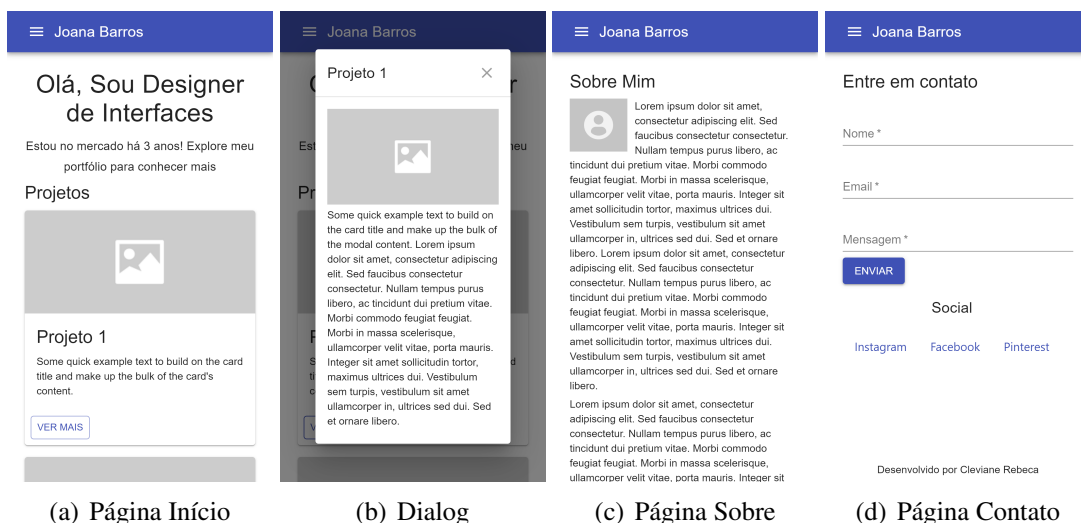 Joana Barros
Olá, Sou Designer
de Interfaces
Estou no mercado há 3 anos! Explore meu
portfólio para conhecer mais
Projetos
Projeto 1
Some quick example text to build on the card
title and make up the bulk of the card's
content.
VER MAIS
(a) Página Início
Joana Barros
Projeto 1
Some quick example text to build on
the card title and make up the bulk of
the modal content. Lorem ipsum
dolor sit amet, consectetur adipiscing
elit. Sed faucibus consectetur
consectetur. Nullam tempus purus
libero, ac tincidunt dui pretium vitae.
Morbi commodo feugiat feugiat.
Morbi in massa scelerisque,
ullamcorper velit vitae, porta mauris.
Integer sit amet sollicitudin tortor,
maximus ultrices dui. Vestibulum
sem turpis, vestibulum sit amet
ullamcorper in, ultrices sed dui. Sed
et ornare libero.
(b) Dialog
Joana Barros
Sobre Mim
Lorem ipsum dolor sit amet,
consectetur adipiscing elit. Sed
faucibus consectetur consectetur.
Nullam tempus purus libero, ac
tincidunt dui pretium vitae. Morbi commodo
feugiat feugiat. Morbi in massa scelerisque,
ullamcorper velit vitae, porta mauris. Integer sit
amet sollicitudin tortor, maximus ultrices dui.
Vestibulum sem turpis, vestibulum sit amet
ullamcorper in, ultrices sed dui. Sed et ornare
libero. Lorem ipsum dolor sit amet, consectetur
adipiscing elit. Sed faucibus consectetur
consectetur. Nullam tempus purus libero, ac
tincidunt dui pretium vitae. Morbi commodo
feugiat feugiat. Morbi in massa scelerisque,
ullamcorper velit vitae, porta mauris. Integer sit
amet sollicitudin tortor, maximus ultrices dui.
Vestibulum sem turpis, vestibulum sit amet
ullamcorper in, ultrices sed dui. Sed et ornare
libero.
Lorem ipsum dolor sit amet, consectetur
adipiscing elit. Sed faucibus consectetur
consectetur. Nullam tempus purus libero, ac
tincidunt dui pretium vitae. Morbi commodo
feugiat feugiat. Morbi in massa scelerisque,
ullamcorper velit vitae, porta mauris. Integer sit
(c) Página Sobre
Joana Barros
Entre em contato
Nome *
Email *
Mensagem *
ENVIAR
Social
Instagram Facebook Pinterest
Desenvolvido por Cleviane Rebeca
(d) Página Contato